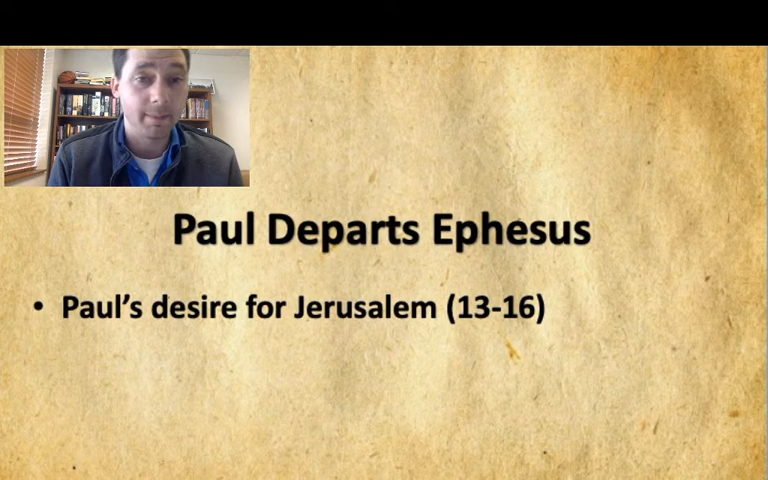 Paul Departs Ephesus
• Paul’s desire for Jerusalem (13-16)